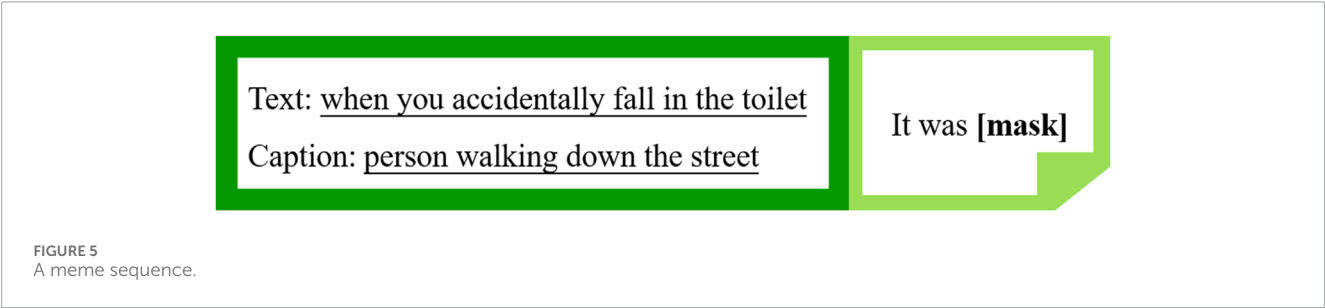 Text: when you accidentally fall in the toilet
Caption: person walking down the street
It was [mask]
FIGURE 5
A meme sequence.